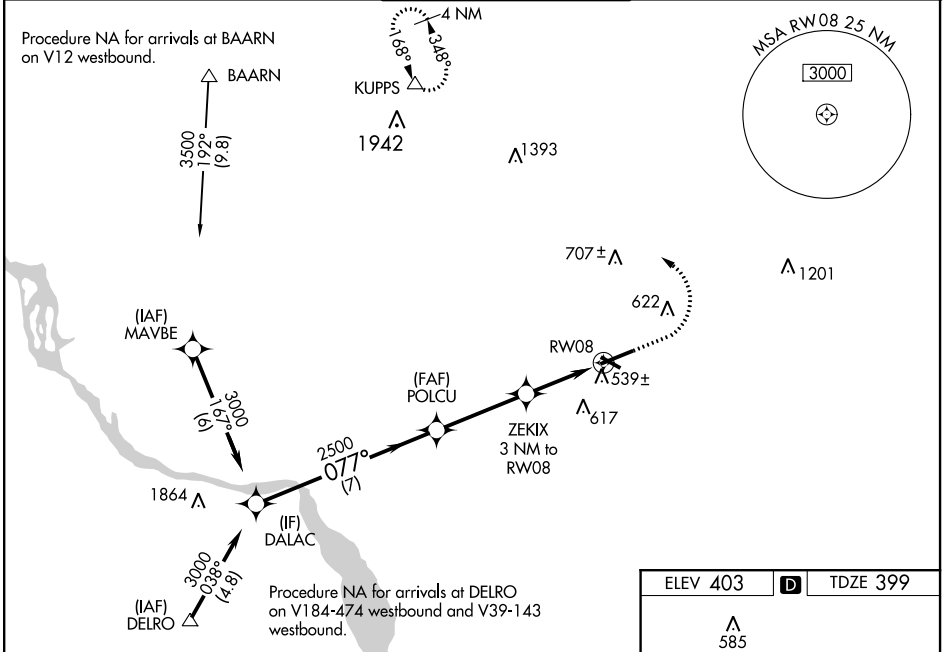 Procedure NA for arrivals at BAARN
on V12 westbound.
BAARN
3500
192°
(9.8)
4 NM
168°
348°
KUPPS
1942
1393
MSA RW08 25 NM
3000
707±
1201
622
(IAF)
MAVBE
RW08
539±
617
3000
167°
(6)
(FAF)
POLCU
ZEKIX
3 NM to
RW08
2500
077°
(7)
1864
(IF)
DALAC
3000
038°
(4.8)
(IAF)
DELRO
Procedure NA for arrivals at DELRO
on V184-474 westbound and V39-143
westbound.
ELEV 403 D TDZE 399
585